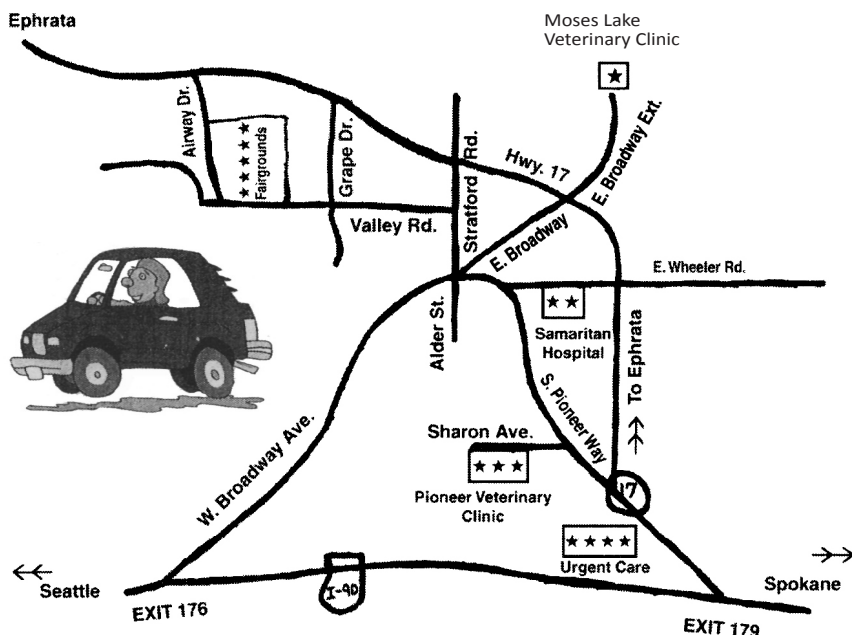 Ephrata
Moses Lake
Veterinary Clinic
Airway Dr.
Fairgrounds
Grape Dr.
Stratford Rd.
Hwy. 17
E. Broadway Ext.
Valley Rd.
E. Broadway
E. Wheeler Rd.
Alder St.
Samaritan
Hospital
To Ephrata
S. Pioneer Way
W. Broadway Ave.
Sharon Ave.
Pioneer Veterinary
Clinic
17
Urgent Care
Seattle
I-90
Spokane
EXIT 176
EXIT 179